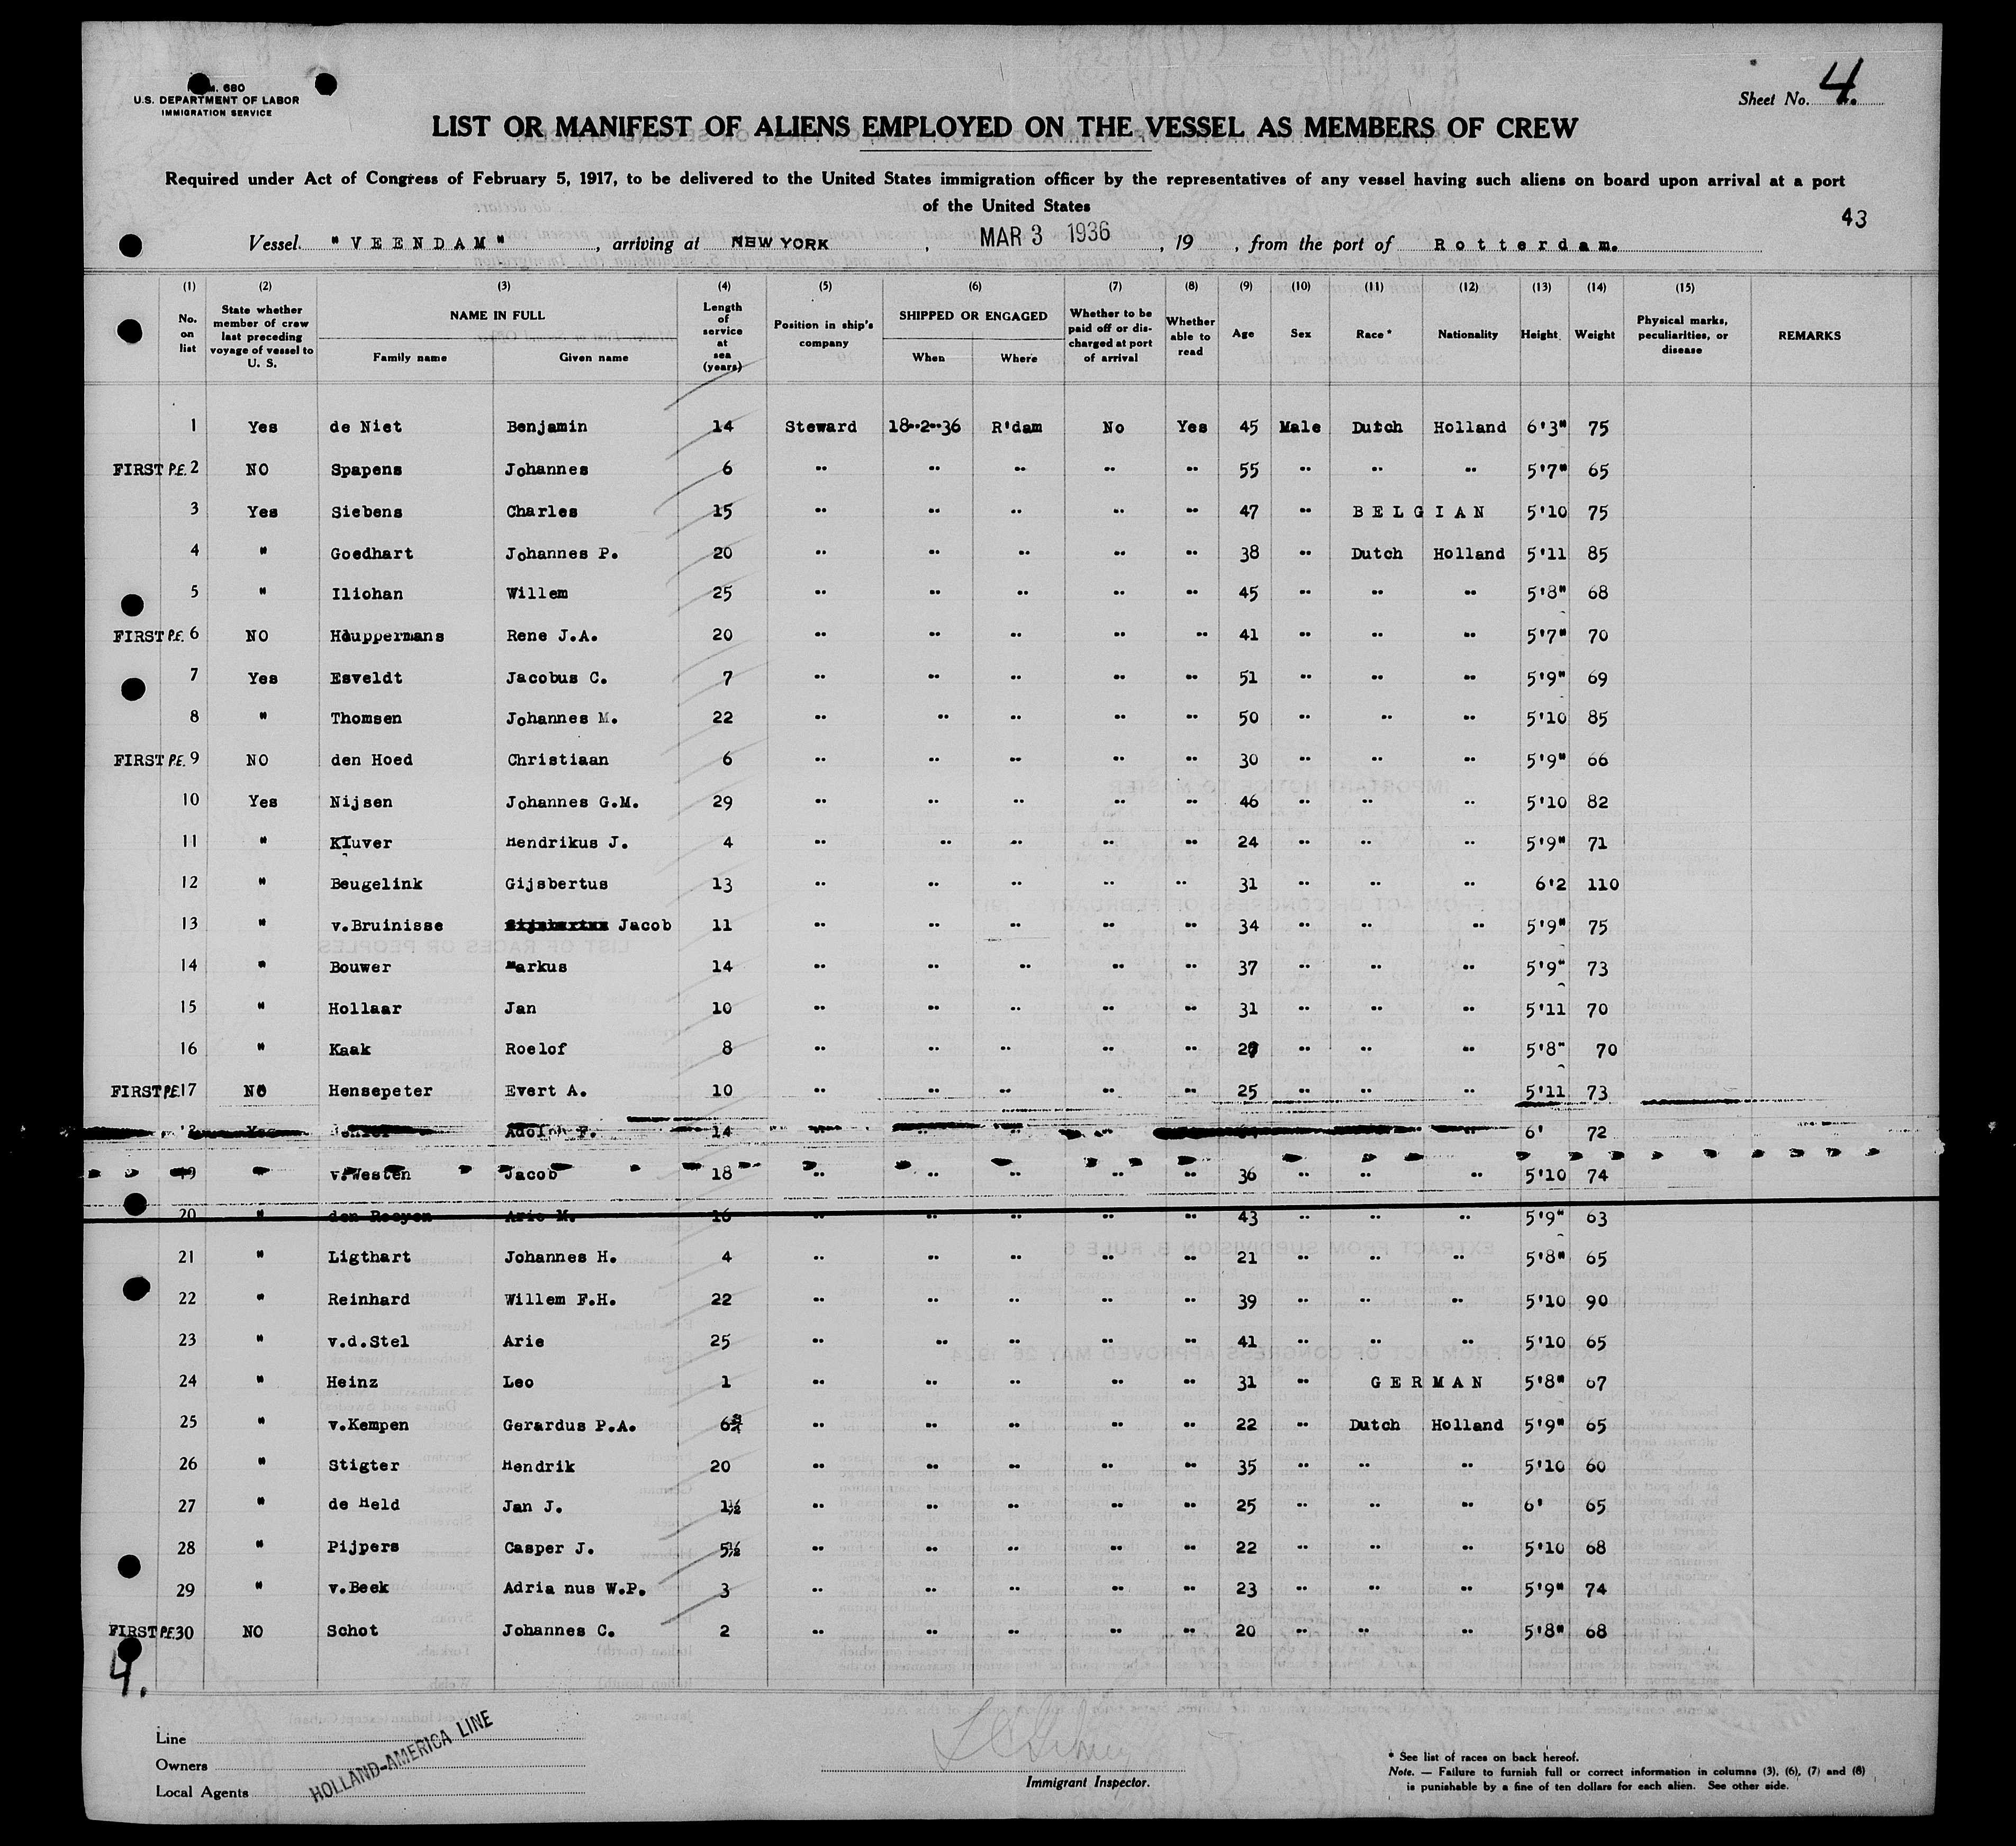 Form. 680
U.S. DEPARTMENT OF LABOR
IMMIGRATION SERVICE
Sheet No. 4.
LIST OR MANIFEST OF ALIENS EMPLOYED ON THE VESSEL AS MEMBERS OF CREW
Required under Act of Congress of February 5, 1917, to be delivered to the United States immigration officer by the representatives of any vessel having such aliens on board upon arrival at a port
of the United States
43
Vessel "VEENDAM", arriving at NEW YORK, MAR 3 1936, 19 , from the port of Rotterdam.
(1) (2) (3) (4) (5) (6) (7) (8) (9) (10) (11) (12) (13) (14) (15)
No. on list | State whether member of crew last preceding voyage of vessel to U. S. | NAME IN FULL Family name Given name | Length of service at sea (years) | Position in ship's company | SHIPPED OR ENGAGED When Where | Whether to be paid off or discharged at port of arrival | Whether able to read | Age | Sex | Race* | Nationality | Height | Weight | Physical marks, peculiarities, or disease | REMARKS
1 Yes de Niet Benjamin 14 Steward 18-2-36 R'dam No Yes 45 Male Dutch Holland 6'3" 75
FIRST P.E. 2 NO Spapens Johannes 6 " " " " " 55 " " " 5'7" 65
3 Yes Siebens Charles 15 " " " " " 47 " BELGIAN 5'10 75
4 " Goedhart Johannes P. 20 " " " " " 38 " Dutch Holland 5'11 85
5 " Iliohan Willem 25 " " " " " 45 " " " 5'8" 68
FIRST P.E. 6 NO Houppermans Rene J.A. 20 " " " " " 41 " " " 5'7" 70
7 Yes Esveldt Jacobus C. 7 " " " " " 51 " " " 5'9" 69
8 " Thomsen Johannes M. 22 " " " " " 50 " " " 5'10 85
FIRST P.E. 9 NO den Hoed Christiaan 6 " " " " " 30 " " " 5'9" 66
10 Yes Nijsen Johannes G.M. 29 " " " " " 46 " " " 5'10 82
11 " Kluver Hendrikus J. 4 " " " " " 24 " " " 5'9" 71
12 " Beugelink Gijsbertus 13 " " " " " 31 " " " 6'2 110
13 " v.Bruinisse Gijsbertus Jacob 11 " " " " " 34 " " " 5'9" 75
14 " Bouwer Markus 14 " " " " " 37 " " " 5'9" 73
15 " Hollaar Jan 10 " " " " " 31 " " " 5'11 70
16 " Kaak Roelof 8 " " " " " " " " 5'8" 70
FIRST P.E. 17 NO Hensepeter Evert A. 10 " " " " " 25 " " " 5'11 73
18 Yes Adolph F. 14 " " " " 6' 72
19 " v.Westen Jacob 18 " " " " " 36 " " " 5'10 74
20 " den Rooyen Arie M. 16 " " " " " 43 " " " 5'9" 63
21 " Ligthart Johannes H. 4 " " " " " 21 " " " 5'8" 65
22 " Reinhard Willem F.H. 22 " " " " " 39 " " " 5'10 90
23 " v.d.Stel Arie 25 " " " " " 41 " " " 5'10 65
24 " Heinz Leo 1 " " " " " 31 " GERMAN 5'8" 67
25 " v.Kempen Gerardus P.A. 6¾ " " " " " 22 " Dutch Holland 5'9" 65
26 " Stigter Hendrik 20 " " " " " 35 " " " 5'10 60
27 " de Held Jan J. 1½ " " " " " 25 " " " 6' 65
28 " Pijpers Casper J. 5½ " " " " " 22 " " " 5'10 68
29 " v.Beek Adria nus W.P. 3 " " " " " 23 " " " 5'9" 74
FIRST P.E. 30 NO Schot Johannes C. 2 " " " " " 20 " " " 5'8" 68
4.
Line
Owners
Local Agents
HOLLAND-AMERICA LINE
Immigrant Inspector.
* See list of races on back hereof.
Note. — Failure to furnish full or correct information in columns (3), (6), (7) and (8)
is punishable by a fine of ten dollars for each alien. See other side.